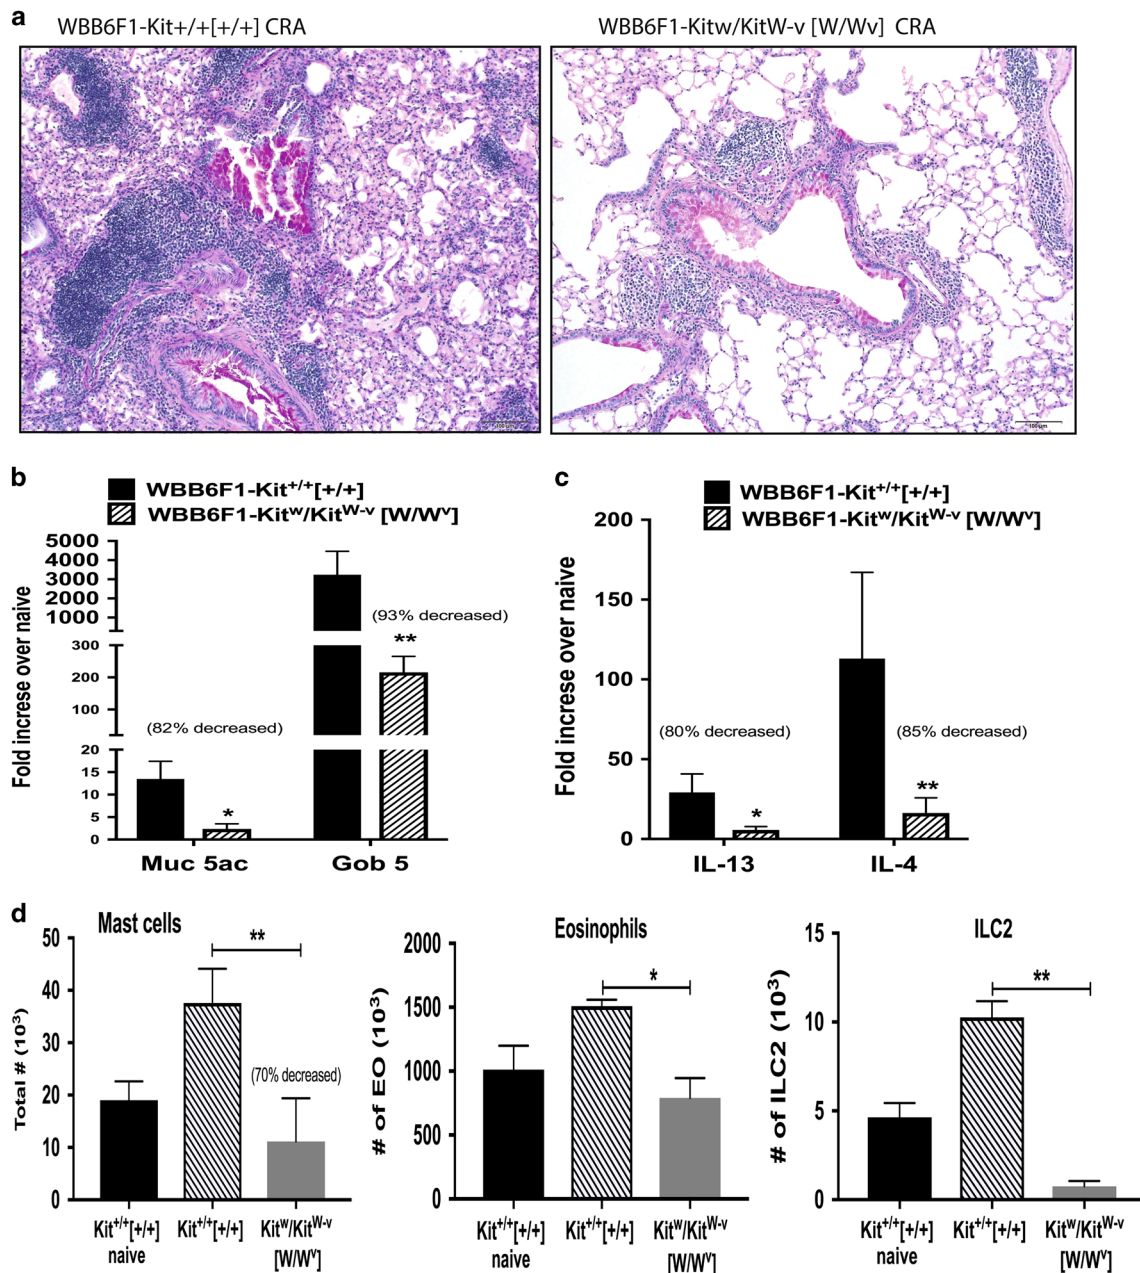 a
WBB6F1-Kit+/+[+/+] CRA
WBB6F1-Kitw/KitW-v [W/Wv] CRA
100 µm
100 µm
b
WBB6F1-Kit+/+[+/+]
WBB6F1-Kitw/KitW-v [W/Wv]
Fold increse over naive
5000
4000
3000
2000
1000
300
200
100
0
20
15
10
5
0
(82% decreased)
(93% decreased)
*
**
Muc 5ac
Gob 5
c
WBB6F1-Kit+/+[+/+]
WBB6F1-Kitw/KitW-v [W/Wv]
Fold increse over naive
200
150
100
50
0
(80% decreased)
(85% decreased)
*
**
IL-13
IL-4
d
Mast cells
Total # (103)
50
40
30
20
10
0
**
(70% decreased)
Kit+/+[+/+]
naive
Kit+/+[+/+]
Kitw/KitW-v
[W/Wv]
Eosinophils
# of EO (103)
2000
1500
1000
500
0
*
Kit+/+[+/+]
naive
Kit+/+[+/+]
Kitw/KitW-v
[W/Wv]
ILC2
# of ILC2 (103)
15
10
5
0
**
Kit+/+[+/+]
naive
Kit+/+[+/+]
Kitw/KitW-v
[W/Wv]